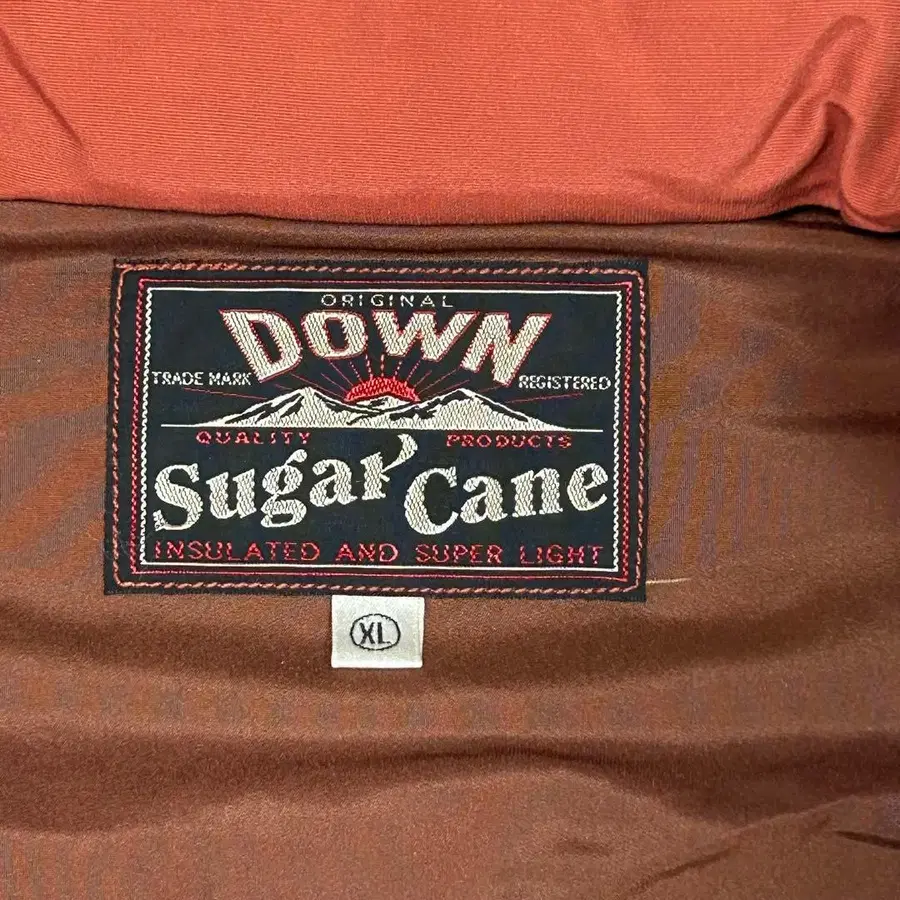 ORIGINAL
DOWN
TRADE MARK REGISTERED
QUALITY PRODUCTS
Sugar Cane
INSULATED AND SUPER LIGHT
XL